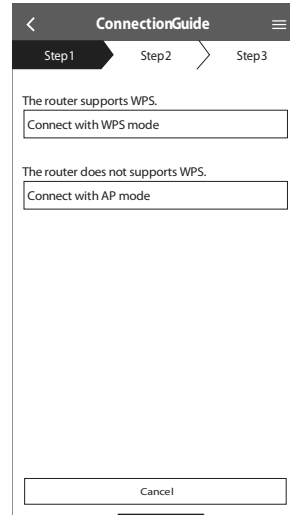 ConnectionGuide
Step1 Step2 Step3
The router supports WPS.
Connect with WPS mode
The router does not supports WPS.
Connect with AP mode
Cancel